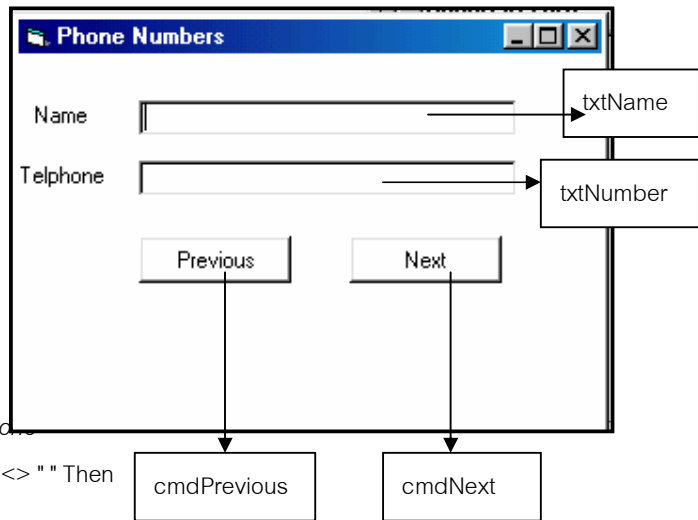 Phone Numbers
Name
txtName
Telphone
txtNumber
Previous
Next
<> " " Then
cmdPrevious
cmdNext